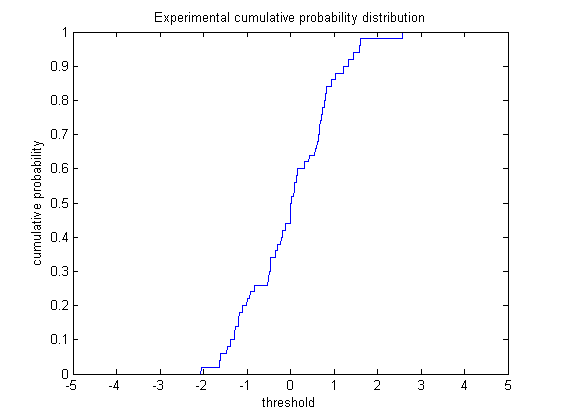 Experimental cumulative probability distribution
1
0.9
0.8
0.7
0.6
0.5
0.4
0.3
0.2
0.1
0
cumulative probability
-5 -4 -3 -2 -1 0 1 2 3 4 5
threshold